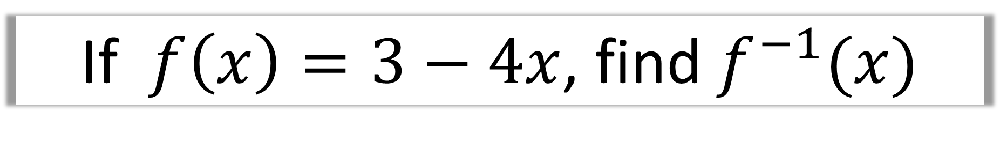 If f(x) = 3 − 4x, find f⁻¹(x)